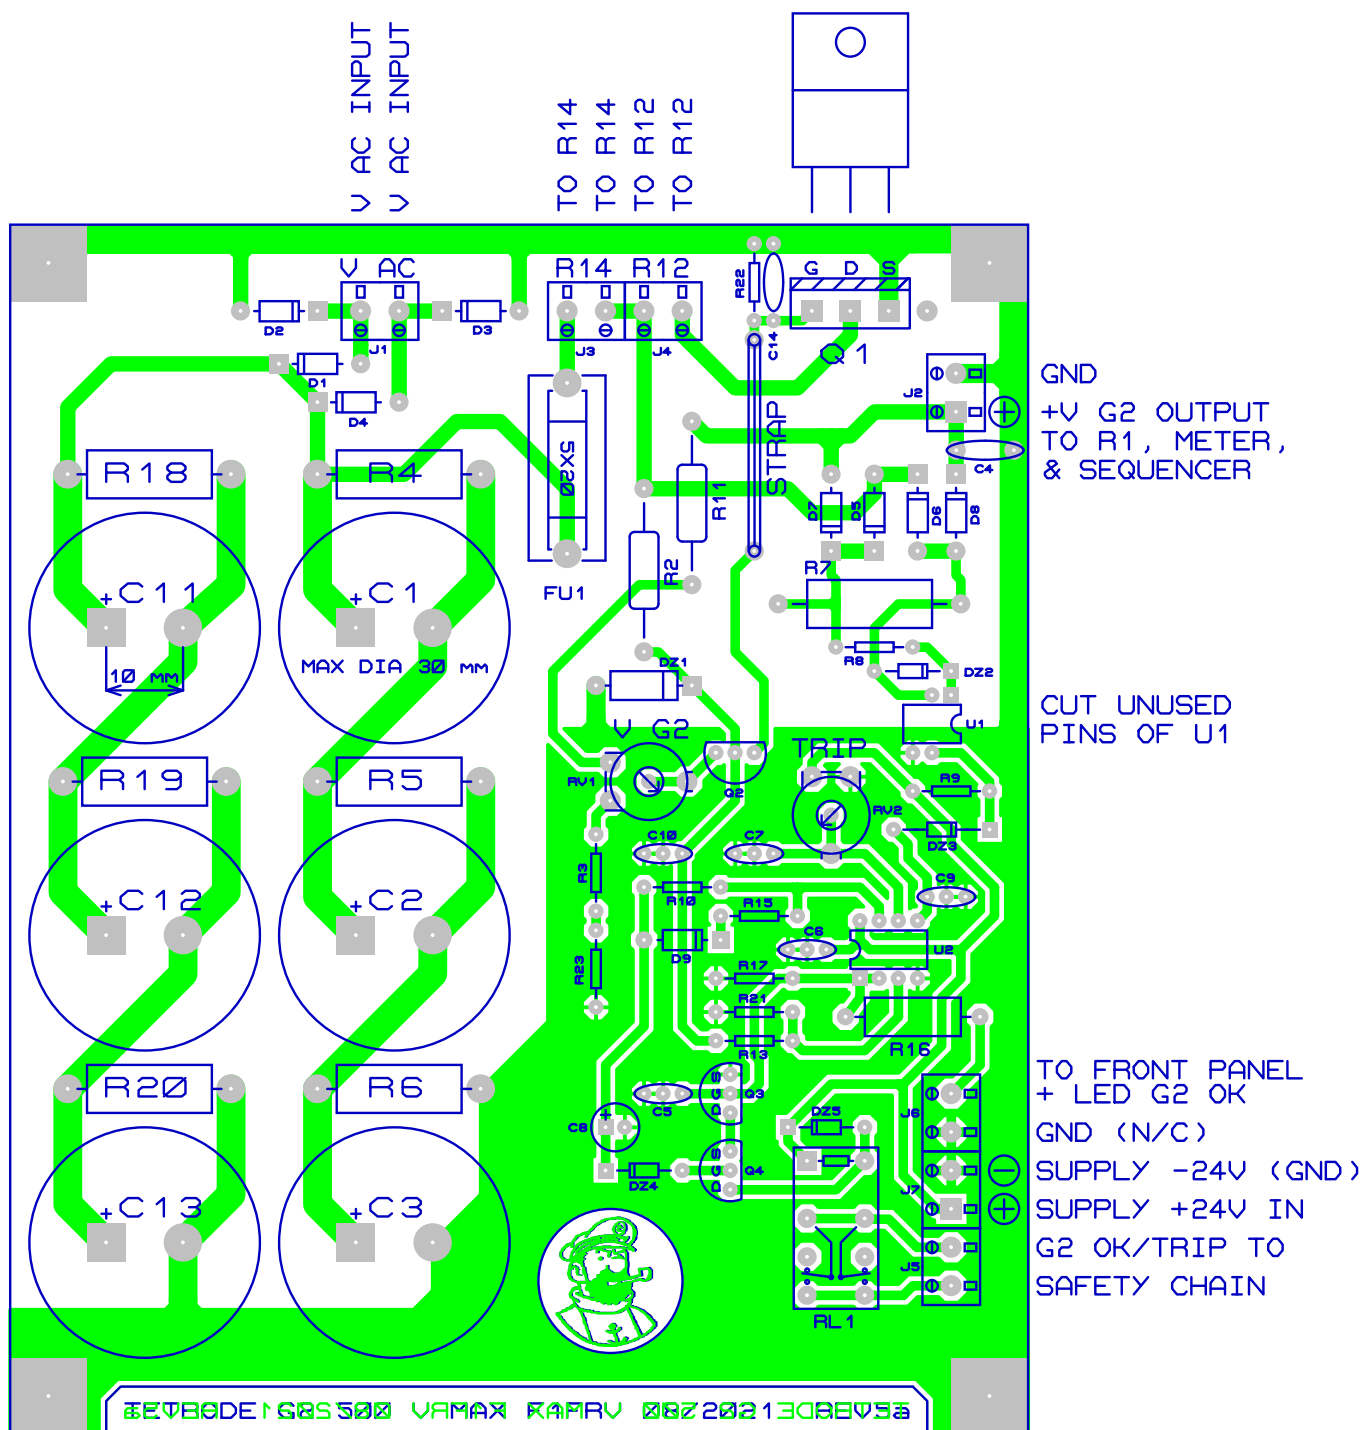 V AC INPUT
V AC INPUT
TO R14
TO R14
TO R12
TO R12
V AC
R14 R12
G D S
R22
C14
D2
J1
D3
J3
J4
Q1
D1
D4
J2
GND
+V G2 OUTPUT
TO R1, METER,
& SEQUENCER
STRAP
C4
R18
R4
5X20
R11
D7
D5
D6
D8
R2
R7
FU1
+C11
+C1
10 MM
MAX DIA 30 MM
DZ1
R8
DZ2
CUT UNUSED
PINS OF U1
V G2
U1
TRIP
R19
R5
RV1
Q2
RV2
R9
C10
C7
DZ3
R3
R10
C9
+C12
+C2
R15
C6
U2
D9
R23
R17
R21
R13
R16
TO FRONT PANEL
+ LED G2 OK
R20
R6
C5
S
G
D
Q3
J6
C8
+
DZ5
GND (N/C)
DZ4
S
G
D
Q4
J7
SUPPLY -24V (GND)
+C13
+C3
SUPPLY +24V IN
G2 OK/TRIP TO
J5
SAFETY CHAIN
RL1